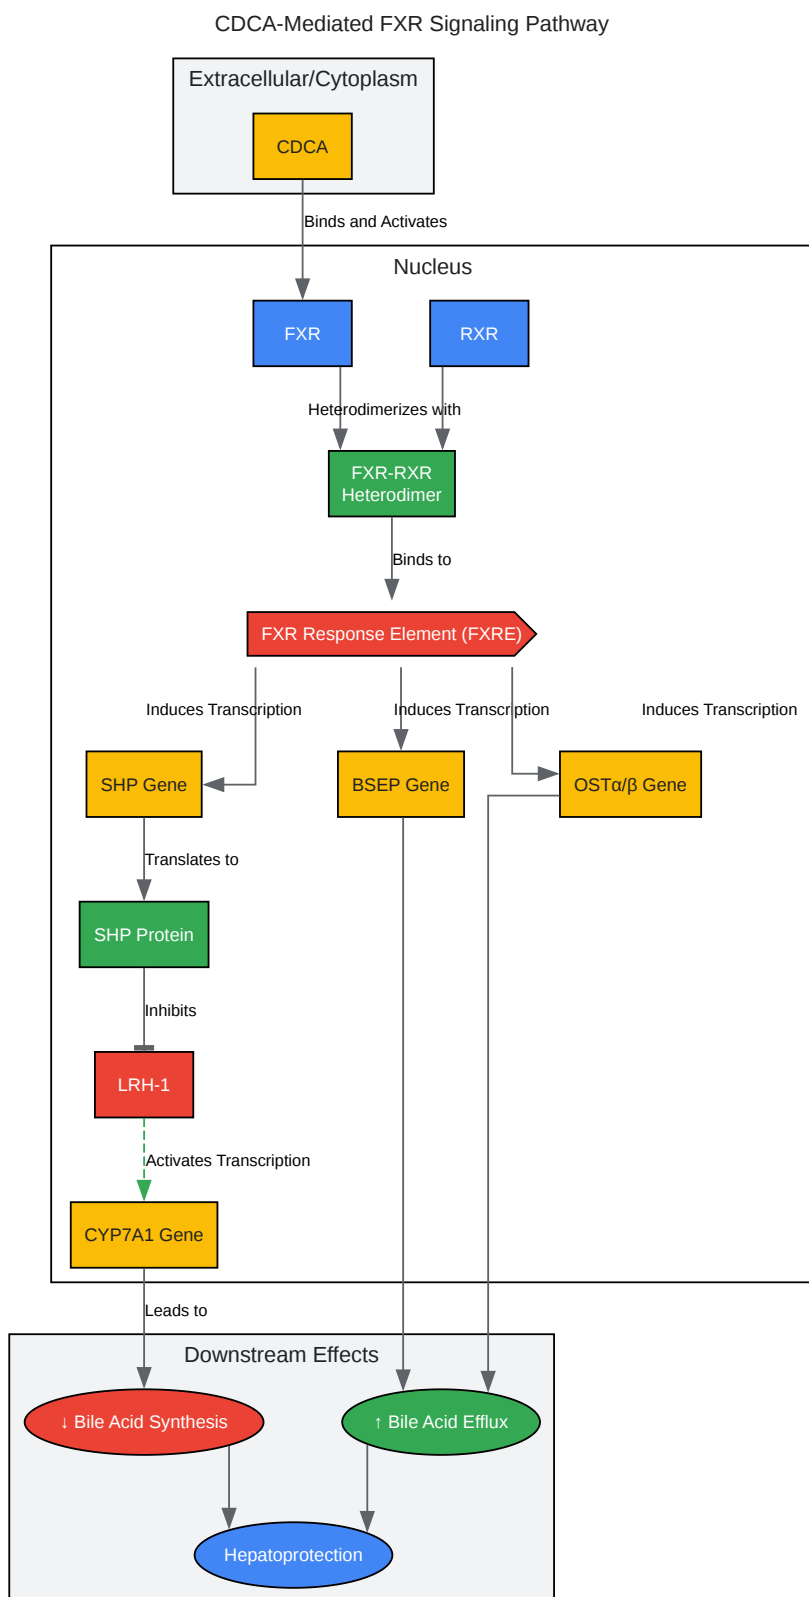 CDCA-Mediated FXR Signaling Pathway
Extracellular/Cytoplasm
CDCA
Binds and Activates
Nucleus
FXR
RXR
Heterodimerizes with
FXR-RXR
Heterodimer
Binds to
FXR Response Element (FXRE)
Induces Transcription
Induces Transcription
Induces Transcription
SHP Gene
BSEP Gene
OSTα/β Gene
Translates to
SHP Protein
Inhibits
LRH-1
Activates Transcription
CYP7A1 Gene
Leads to
Downstream Effects
↓ Bile Acid Synthesis
↑ Bile Acid Efflux
Hepatoprotection